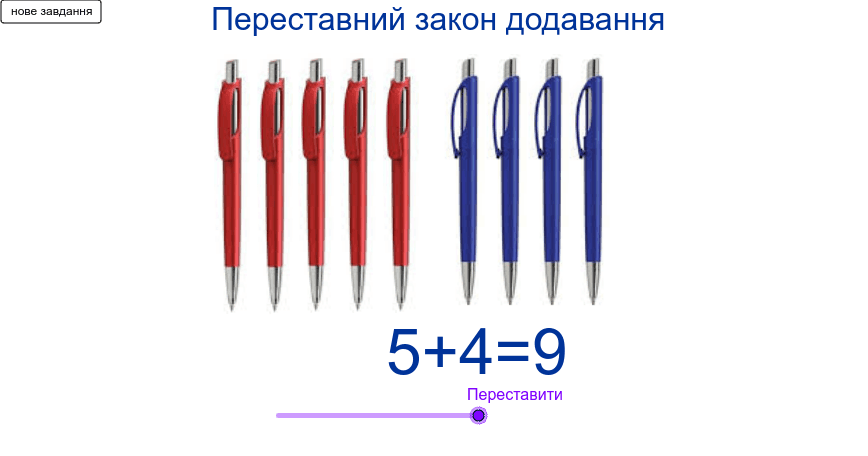 нове завдання
Переставний закон додавання
5+4=9
Переставити